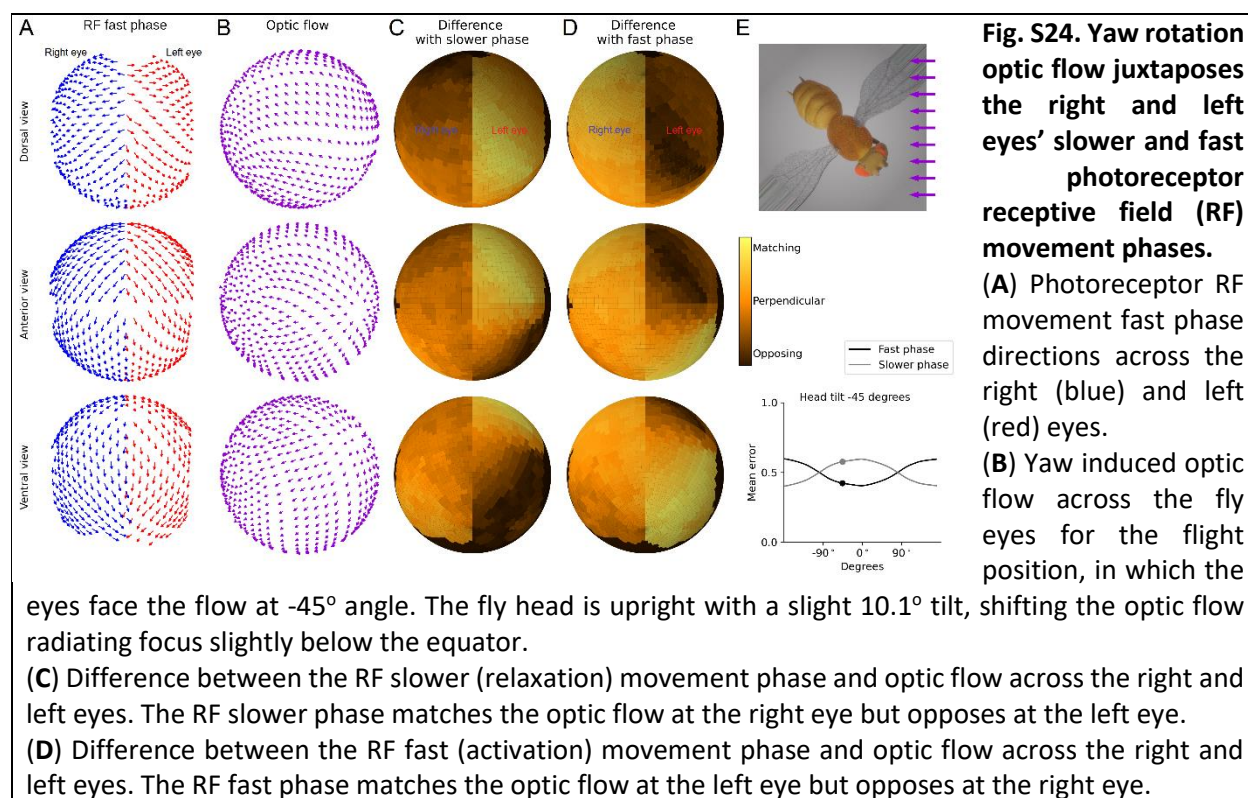 A
RF fast phase
B
Optic flow
C
Difference
with slower phase
D
Difference
with fast phase
E
Right eye
Left eye
Dorsal view
Right eye
Left eye
Right eye
Left eye
Anterior view
Matching
Perpendicular
Opposing
Fast phase
Slower phase
Ventral view
Head tilt -45 degrees
Mean error
1.0
0.5
0.0
-90°
0°
90°
Degrees
Fig. S24. Yaw rotation
optic flow juxtaposes
the right and left
eyes’ slower and fast
photoreceptor
receptive field (RF)
movement phases.
(A) Photoreceptor RF
movement fast phase
directions across the
right (blue) and left
(red) eyes.
(B) Yaw induced optic
flow across the fly
eyes for the flight
position, in which the
eyes face the flow at -45o angle. The fly head is upright with a slight 10.1o tilt, shifting the optic flow
radiating focus slightly below the equator.
(C) Difference between the RF slower (relaxation) movement phase and optic flow across the right and
left eyes. The RF slower phase matches the optic flow at the right eye but opposes at the left eye.
(D) Difference between the RF fast (activation) movement phase and optic flow across the right and
left eyes. The RF fast phase matches the optic flow at the left eye but opposes at the right eye.